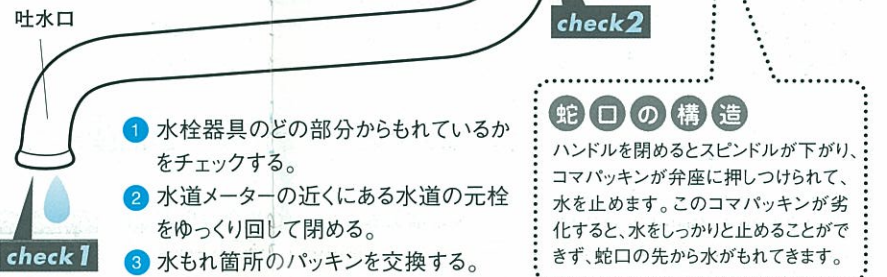 吐水口
check2
check1
1 水栓器具のどの部分からもれているか
をチェックする。
2 水道メーターの近くにある水道の元栓
をゆっくり回して閉める。
3 水もれ箇所のパッキンを交換する。
蛇口の構造
ハンドルを閉めるとスピンドルが下がり、
コマパッキンが弁座に押しつけられて、
水を止めます。このコマパッキンが劣
化すると、水をしっかりと止めることがで
きず、蛇口の先から水がもれてきます。